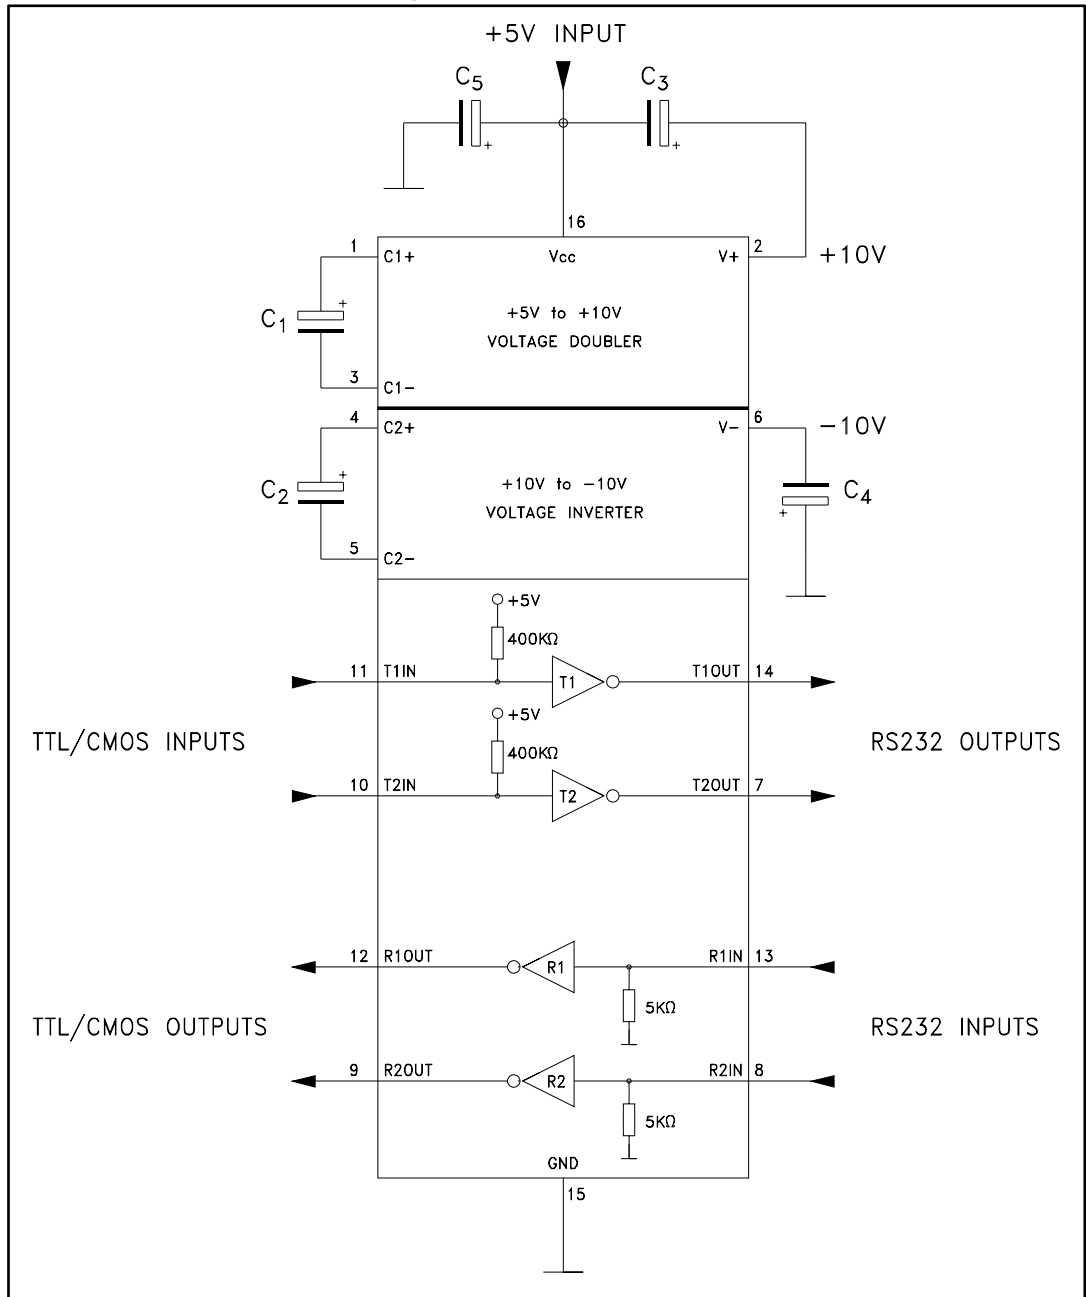 +5V INPUT
C5 C3
+ +
16
1 C1+ Vcc V+ 2 +10V
+
C1
+5V to +10V
VOLTAGE DOUBLER
3 C1-
4 C2+ V- 6 -10V
+
C2
+10V to -10V
VOLTAGE INVERTER
C4
+
5 C2-
+5V
400KΩ
11 T1IN T1 T1OUT 14
+5V
TTL/CMOS INPUTS RS232 OUTPUTS
400KΩ
10 T2IN T2 T2OUT 7
12 R1OUT R1 R1IN 13
5KΩ
TTL/CMOS OUTPUTS RS232 INPUTS
9 R2OUT R2 R2IN 8
5KΩ
GND
15